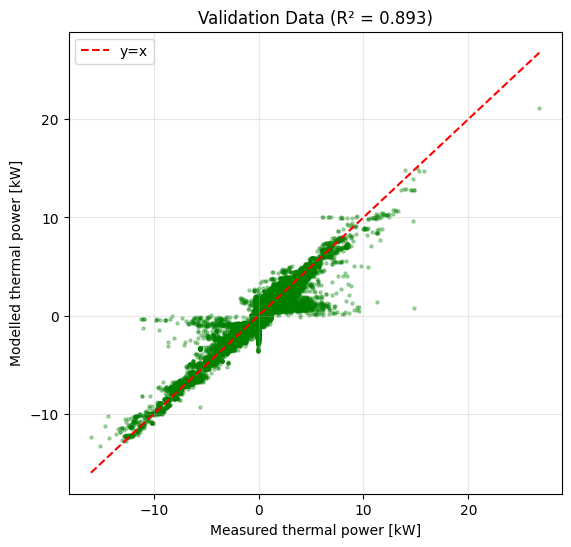 Validation Data (R² = 0.893)
y=x
Modelled thermal power [kW]
20
10
0
−10
−10
0
10
20
Measured thermal power [kW]